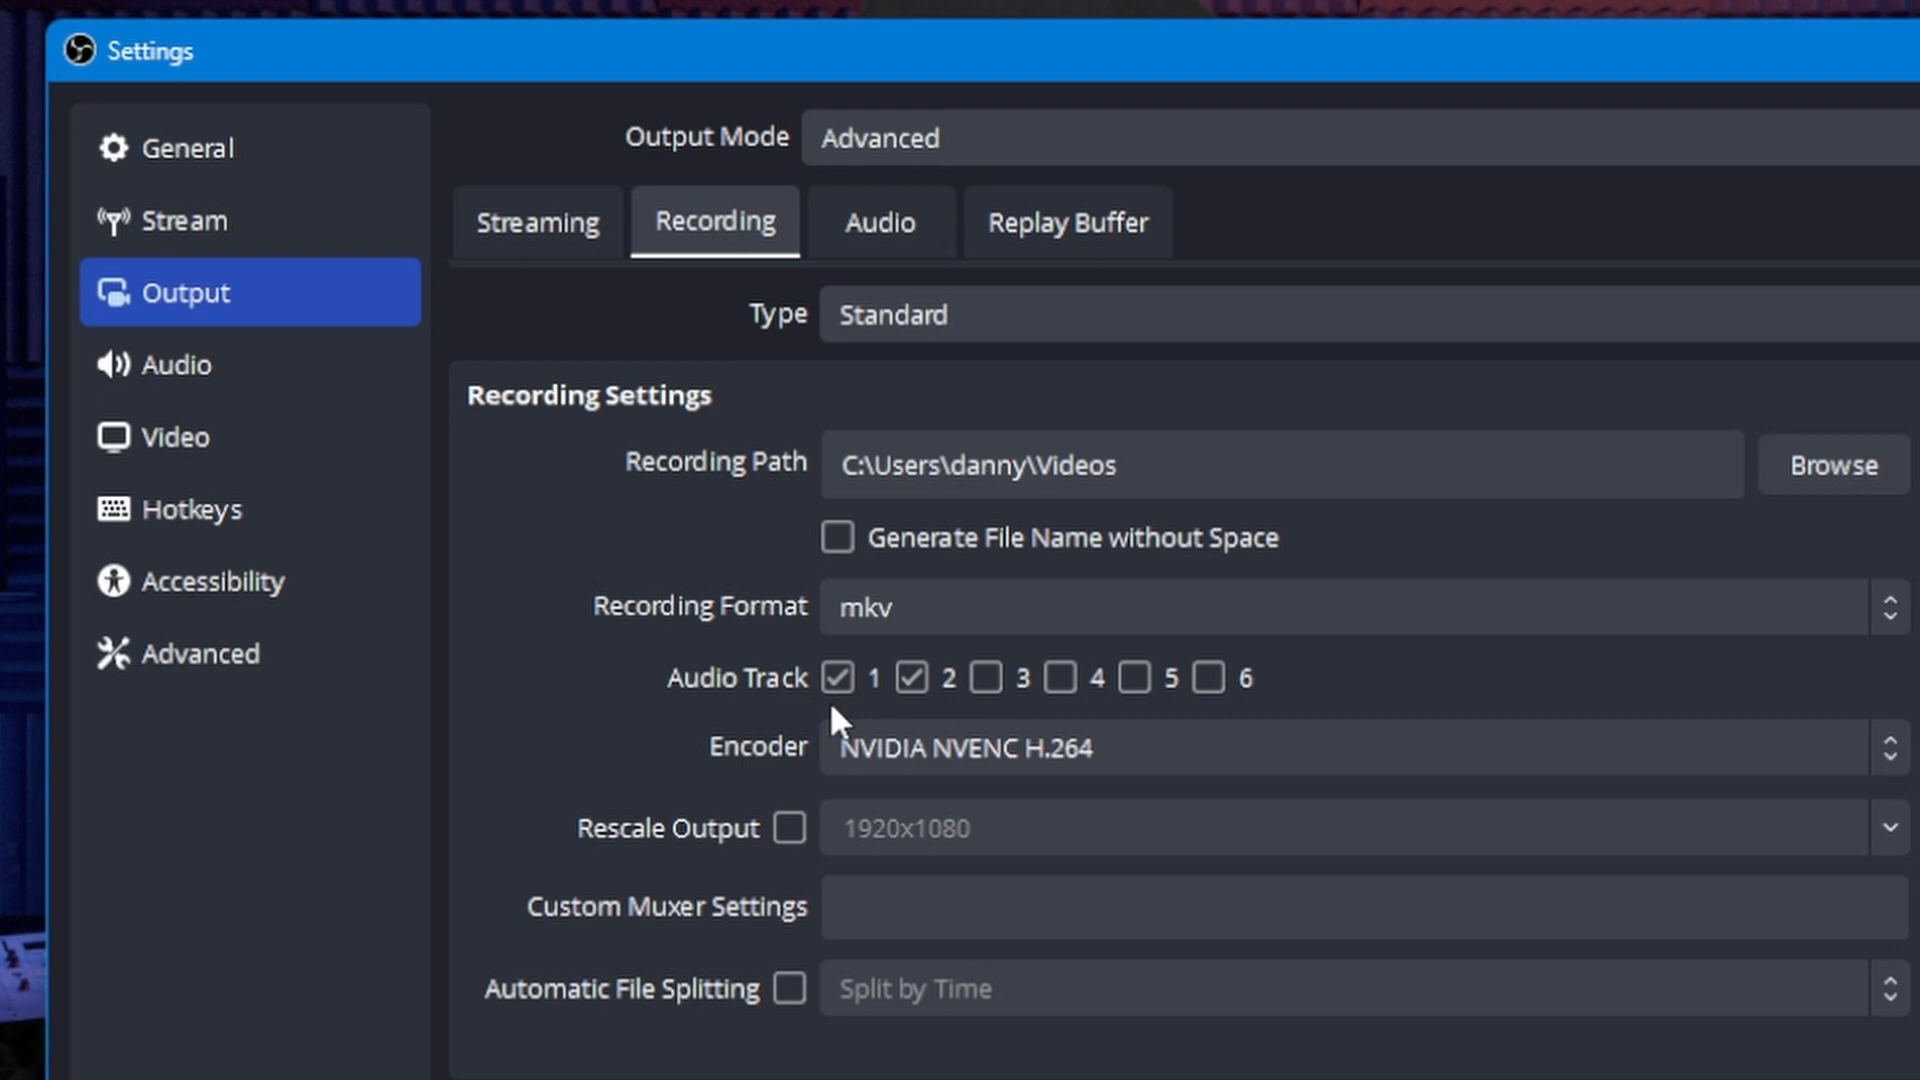 Settings
General
Stream
Output
Audio
Video
Hotkeys
Accessibility
Advanced
Output Mode Advanced
Streaming Recording Audio Replay Buffer
Type Standard
Recording Settings
Recording Path C:\Users\danny\Videos Browse
Generate File Name without Space
Recording Format mkv
Audio Track 1 2 3 4 5 6
Encoder NVIDIA NVENC H.264
Rescale Output 1920x1080
Custom Muxer Settings
Automatic File Splitting Split by Time